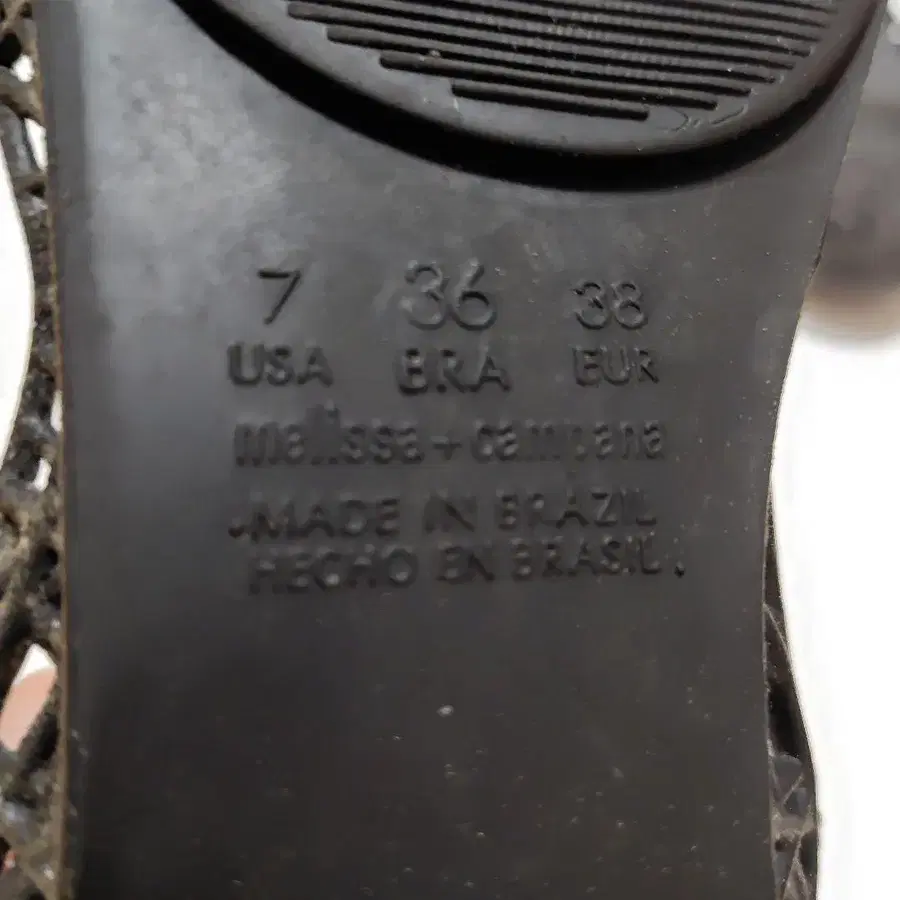 7 36 38
USA BRA EUR
melissa + campana
MADE IN BRAZIL
HECHO EN BRASIL.